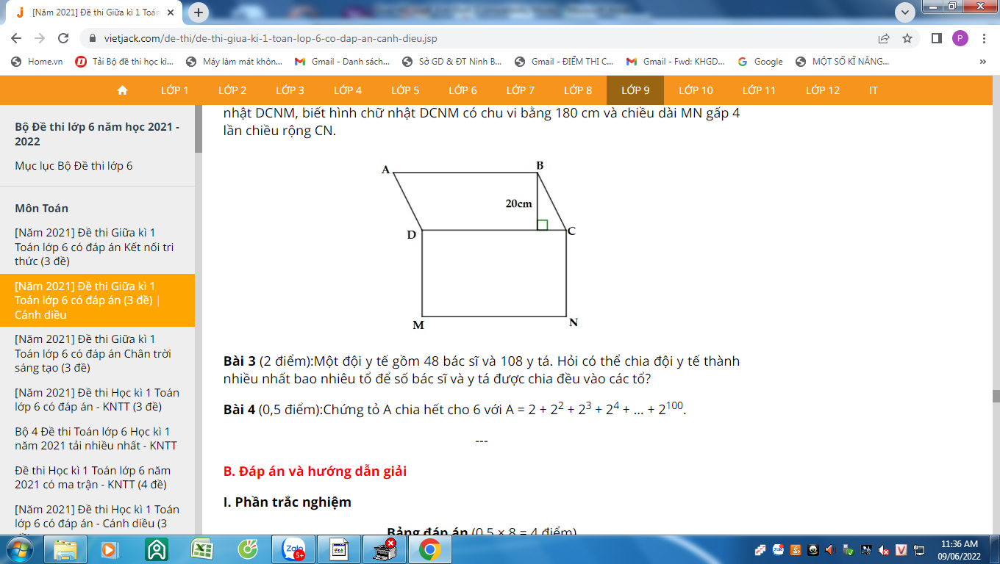 [Năm 2021] Đề thi Giữa kì 1 Toán
vietjack.com/de-thi/de-thi-giua-ki-1-toan-lop-6-co-dap-an-canh-dieu.jsp
P
Home.vn
Tải Bộ đề thi học kì...
Máy làm mát khôn...
Gmail - Danh sách...
Sở GD & ĐT Ninh B...
Gmail - ĐIỂM THI C...
Gmail - Fwd: KHGD...
Google
MỘT SỐ KĨ NĂNG...
»
LỚP 1 LỚP 2 LỚP 3 LỚP 4 LỚP 5 LỚP 6 LỚP 7 LỚP 8 LỚP 9 LỚP 10 LỚP 11 LỚP 12 IT
Bộ Đề thi lớp 6 năm học 2021 -
2022
Mục lục Bộ Đề thi lớp 6
Môn Toán
[Năm 2021] Đề thi Giữa kì 1
Toán lớp 6 có đáp án Kết nối tri
thức (3 đề)
[Năm 2021] Đề thi Giữa kì 1
Toán lớp 6 có đáp án (3 đề) |
Cánh diều
[Năm 2021] Đề thi Giữa kì 1
Toán lớp 6 có đáp án Chân trời
sáng tạo (3 đề)
[Năm 2021] Đề thi Học kì 1 Toán
lớp 6 có đáp án - KNTT (3 đề)
Bộ 4 Đề thi Toán lớp 6 Học kì 1
năm 2021 tải nhiều nhất - KNTT
Đề thi Học kì 1 Toán lớp 6 năm
2021 có ma trận - KNTT (4 đề)
[Năm 2021] Đề thi Học kì 1 Toán
lớp 6 có đáp án - Cánh diều (3
nhật DCNM, biết hình chữ nhật DCNM có chu vi bằng 180 cm và chiều dài MN gấp 4
lần chiều rộng CN.
A
B
20cm
D
C
M
N
Bài 3 (2 điểm):Một đội y tế gồm 48 bác sĩ và 108 y tá. Hỏi có thể chia đội y tế thành
nhiều nhất bao nhiêu tổ để số bác sĩ và y tá được chia đều vào các tổ?
Bài 4 (0,5 điểm):Chứng tỏ A chia hết cho 6 với A = 2 + 2² + 2³ + 2⁴ + ... + 2¹⁰⁰.
---
B. Đáp án và hướng dẫn giải
I. Phần trắc nghiệm
Bảng đáp án (0,5 × 8 = 4 điểm)
Zalo
5+
11:36 AM
09/06/2022